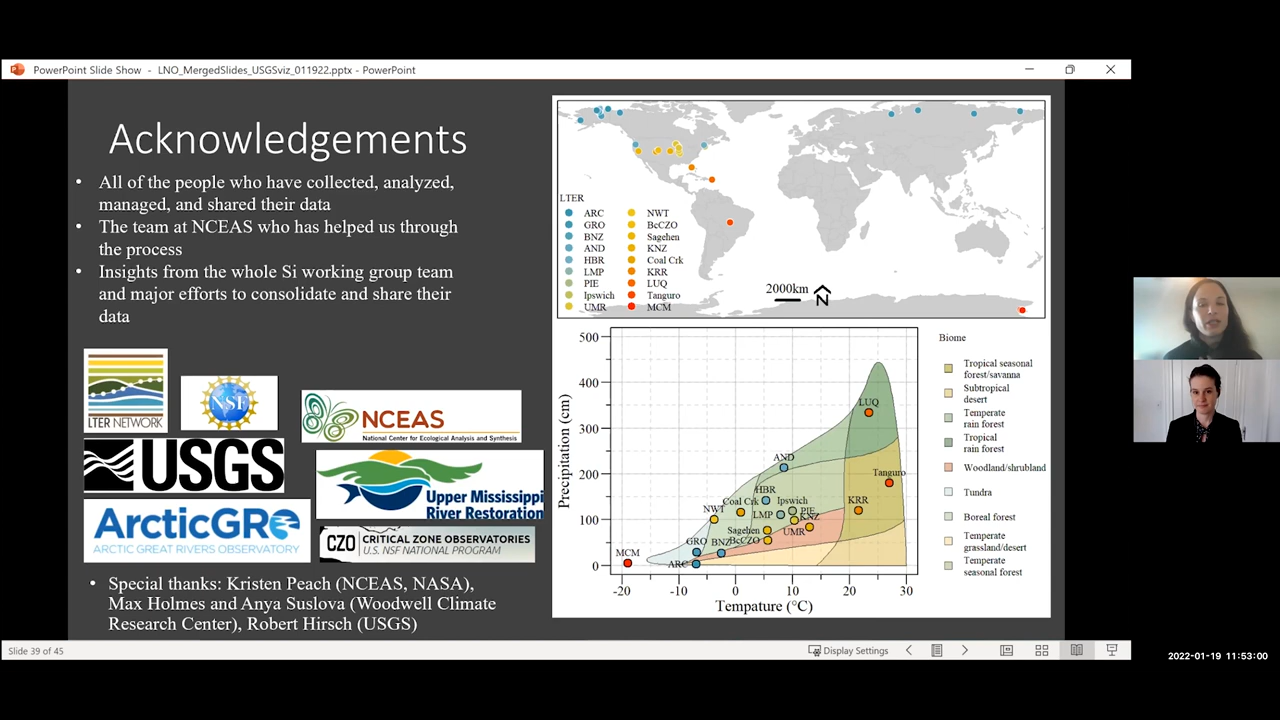 PowerPoint Slide Show - LNO_MergedSlides_USGSviz_011922.pptx - PowerPoint
Acknowledgements
• All of the people who have collected, analyzed,
managed, and shared their data
• The team at NCEAS who has helped us through
the process
• Insights from the whole Si working group team
and major efforts to consolidate and share their
data
LTER NETWORK
NSF
NCEAS
National Center for Ecological Analysis and Synthesis
USGS
Upper Mississippi
River Restoration
ArcticGRO
ARCTIC GREAT RIVERS OBSERVATORY
CZO
CRITICAL ZONE OBSERVATORIES
U.S. NSF NATIONAL PROGRAM
• Special thanks: Kristen Peach (NCEAS, NASA),
Max Holmes and Anya Suslova (Woodwell Climate
Research Center), Robert Hirsch (USGS)
LTER
ARC NWT
GRO BcCZO
BNZ Sagehen
AND KNZ
HBR Coal Crk
LMP KRR
PIE LUQ
Ipswich Tanguro
UMR MCM
2000km
N
Precipitation (cm)
500
400
300
200
100
0
LUQ
AND
Tanguro
HBR
Coal Crk
Ipswich
KRR
NWT
LMP
PIE
KNZ
Sagehen
UMR
BcCZO
GRO
BNZ
MCM
ARC
-20 -10 0 10 20 30
Tempature (°C)
Biome
Tropical seasonal
forest/savanna
Subtropical
desert
Temperate
rain forest
Tropical
rain forest
Woodland/shrubland
Tundra
Boreal forest
Temperate
grassland/desert
Temperate
seasonal forest
Slide 39 of 45
Display Settings
2022-01-19 11:53:00